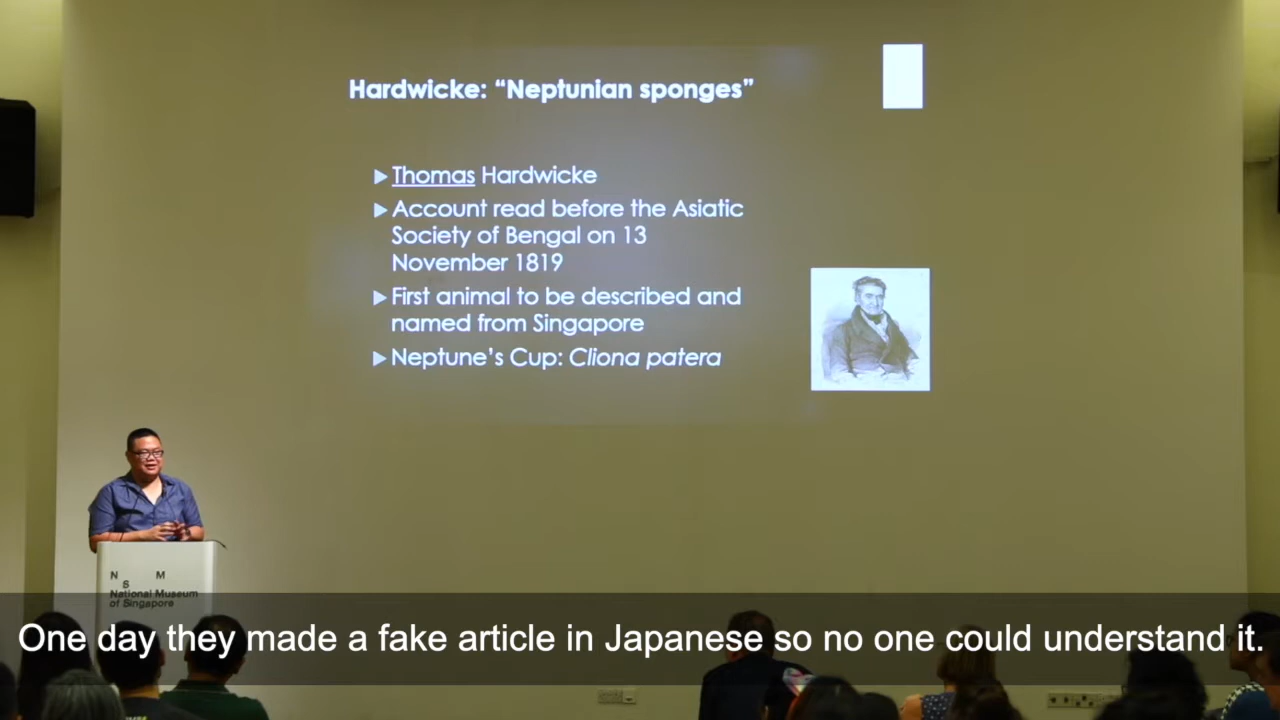 Hardwicke: “Neptunian sponges”
Thomas Hardwicke
Account read before the Asiatic
Society of Bengal on 13
November 1819
First animal to be described and
named from Singapore
Neptune’s Cup: Cliona patera
N S M
National Museum
of Singapore
One day they made a fake article in Japanese so no one could understand it.